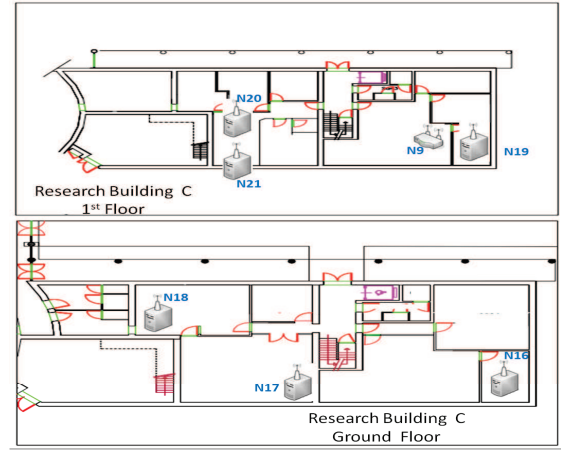 N20
N9
N19
N21
Research Building C
1st Floor
N18
N16
N17
Research Building C
Ground Floor